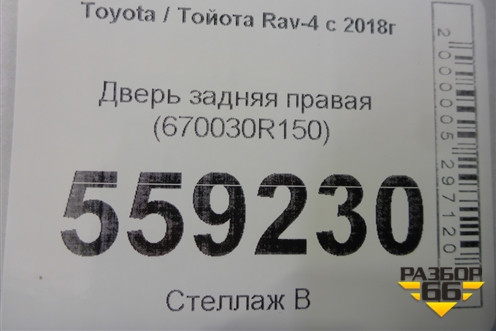 Toyota / Тойота Rav-4 с 2018г
Дверь задняя правая
(670030R150)
559230
Стеллаж В
2000005297120
РАЗБОР
66